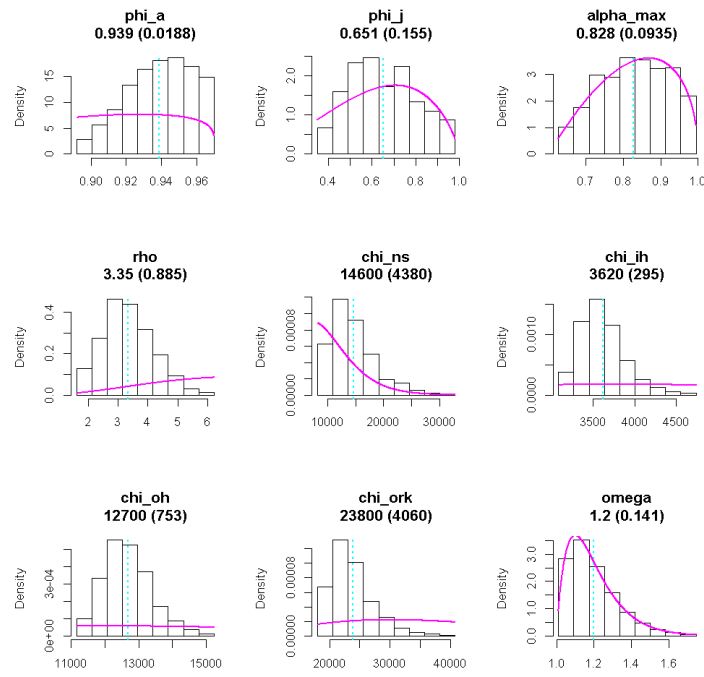 phi_a
0.939 (0.0188)
Density
0 5 10 15
0.90 0.92 0.94 0.96
phi_j
0.651 (0.155)
Density
0.0 1.0 2.0
0.4 0.6 0.8 1.0
alpha_max
0.828 (0.0935)
Density
0 1 2 3
0.7 0.8 0.9 1.0
rho
3.35 (0.885)
Density
0.0 0.2 0.4
2 3 4 5 6
chi_ns
14600 (4380)
Density
0.00000 0.00008
10000 20000 30000
chi_ih
3620 (295)
Density
0.0000 0.0010
3500 4000 4500
chi_oh
12700 (753)
Density
0e+00 3e-04
11000 13000 15000
chi_ork
23800 (4060)
Density
0.00000 0.00008
20000 30000 40000
omega
1.2 (0.141)
Density
0.0 1.0 2.0 3.0
1.0 1.2 1.4 1.6